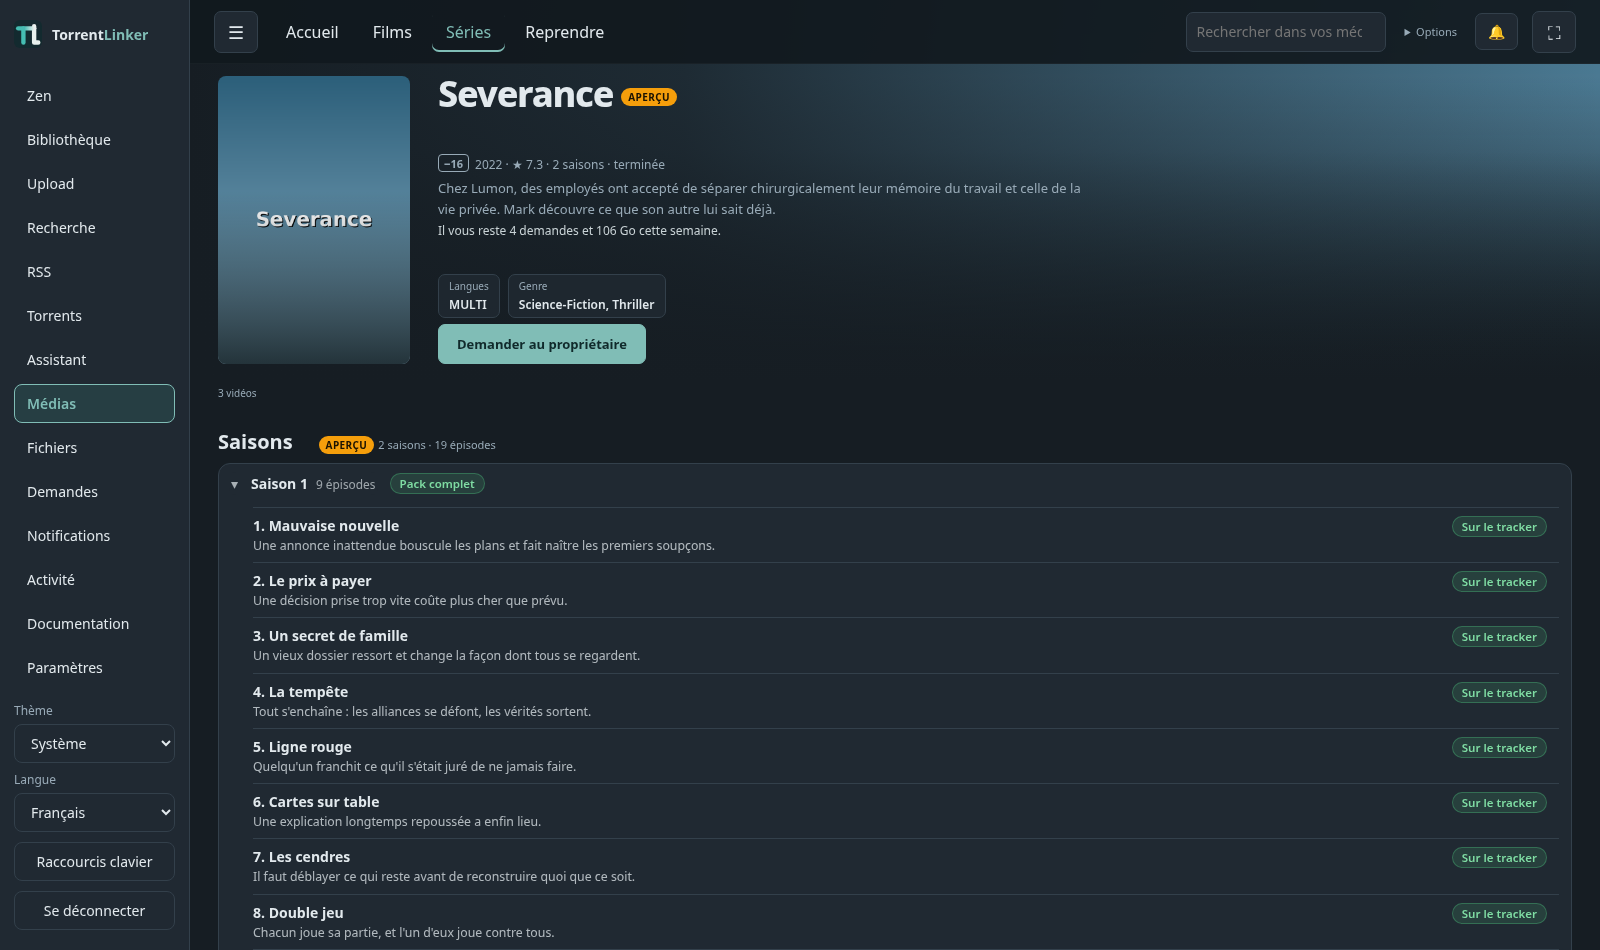 TorrentLinker
Zen
Bibliothèque
Upload
Recherche
RSS
Torrents
Assistant
Médias
Fichiers
Demandes
Notifications
Activité
Documentation
Paramètres
Thème
Système
Langue
Français
Raccourcis clavier
Se déconnecter
Accueil
Films
Séries
Reprendre
Rechercher dans vos méd
Options
Severance
Severance APERÇU
−16 2022 · ★ 7.3 · 2 saisons · terminée
Chez Lumon, des employés ont accepté de séparer chirurgicalement leur mémoire du travail et celle de la
vie privée. Mark découvre ce que son autre lui sait déjà.
Il vous reste 4 demandes et 106 Go cette semaine.
Langues
MULTI
Genre
Science-Fiction, Thriller
Demander au propriétaire
3 vidéos
Saisons APERÇU 2 saisons · 19 épisodes
▼ Saison 1 9 épisodes Pack complet
1. Mauvaise nouvelle Sur le tracker
Une annonce inattendue bouscule les plans et fait naître les premiers soupçons.
2. Le prix à payer Sur le tracker
Une décision prise trop vite coûte plus cher que prévu.
3. Un secret de famille Sur le tracker
Un vieux dossier ressort et change la façon dont tous se regardent.
4. La tempête Sur le tracker
Tout s'enchaîne : les alliances se défont, les vérités sortent.
5. Ligne rouge Sur le tracker
Quelqu'un franchit ce qu'il s'était juré de ne jamais faire.
6. Cartes sur table Sur le tracker
Une explication longtemps repoussée a enfin lieu.
7. Les cendres Sur le tracker
Il faut déblayer ce qui reste avant de reconstruire quoi que ce soit.
8. Double jeu Sur le tracker
Chacun joue sa partie, et l'un d'eux joue contre tous.